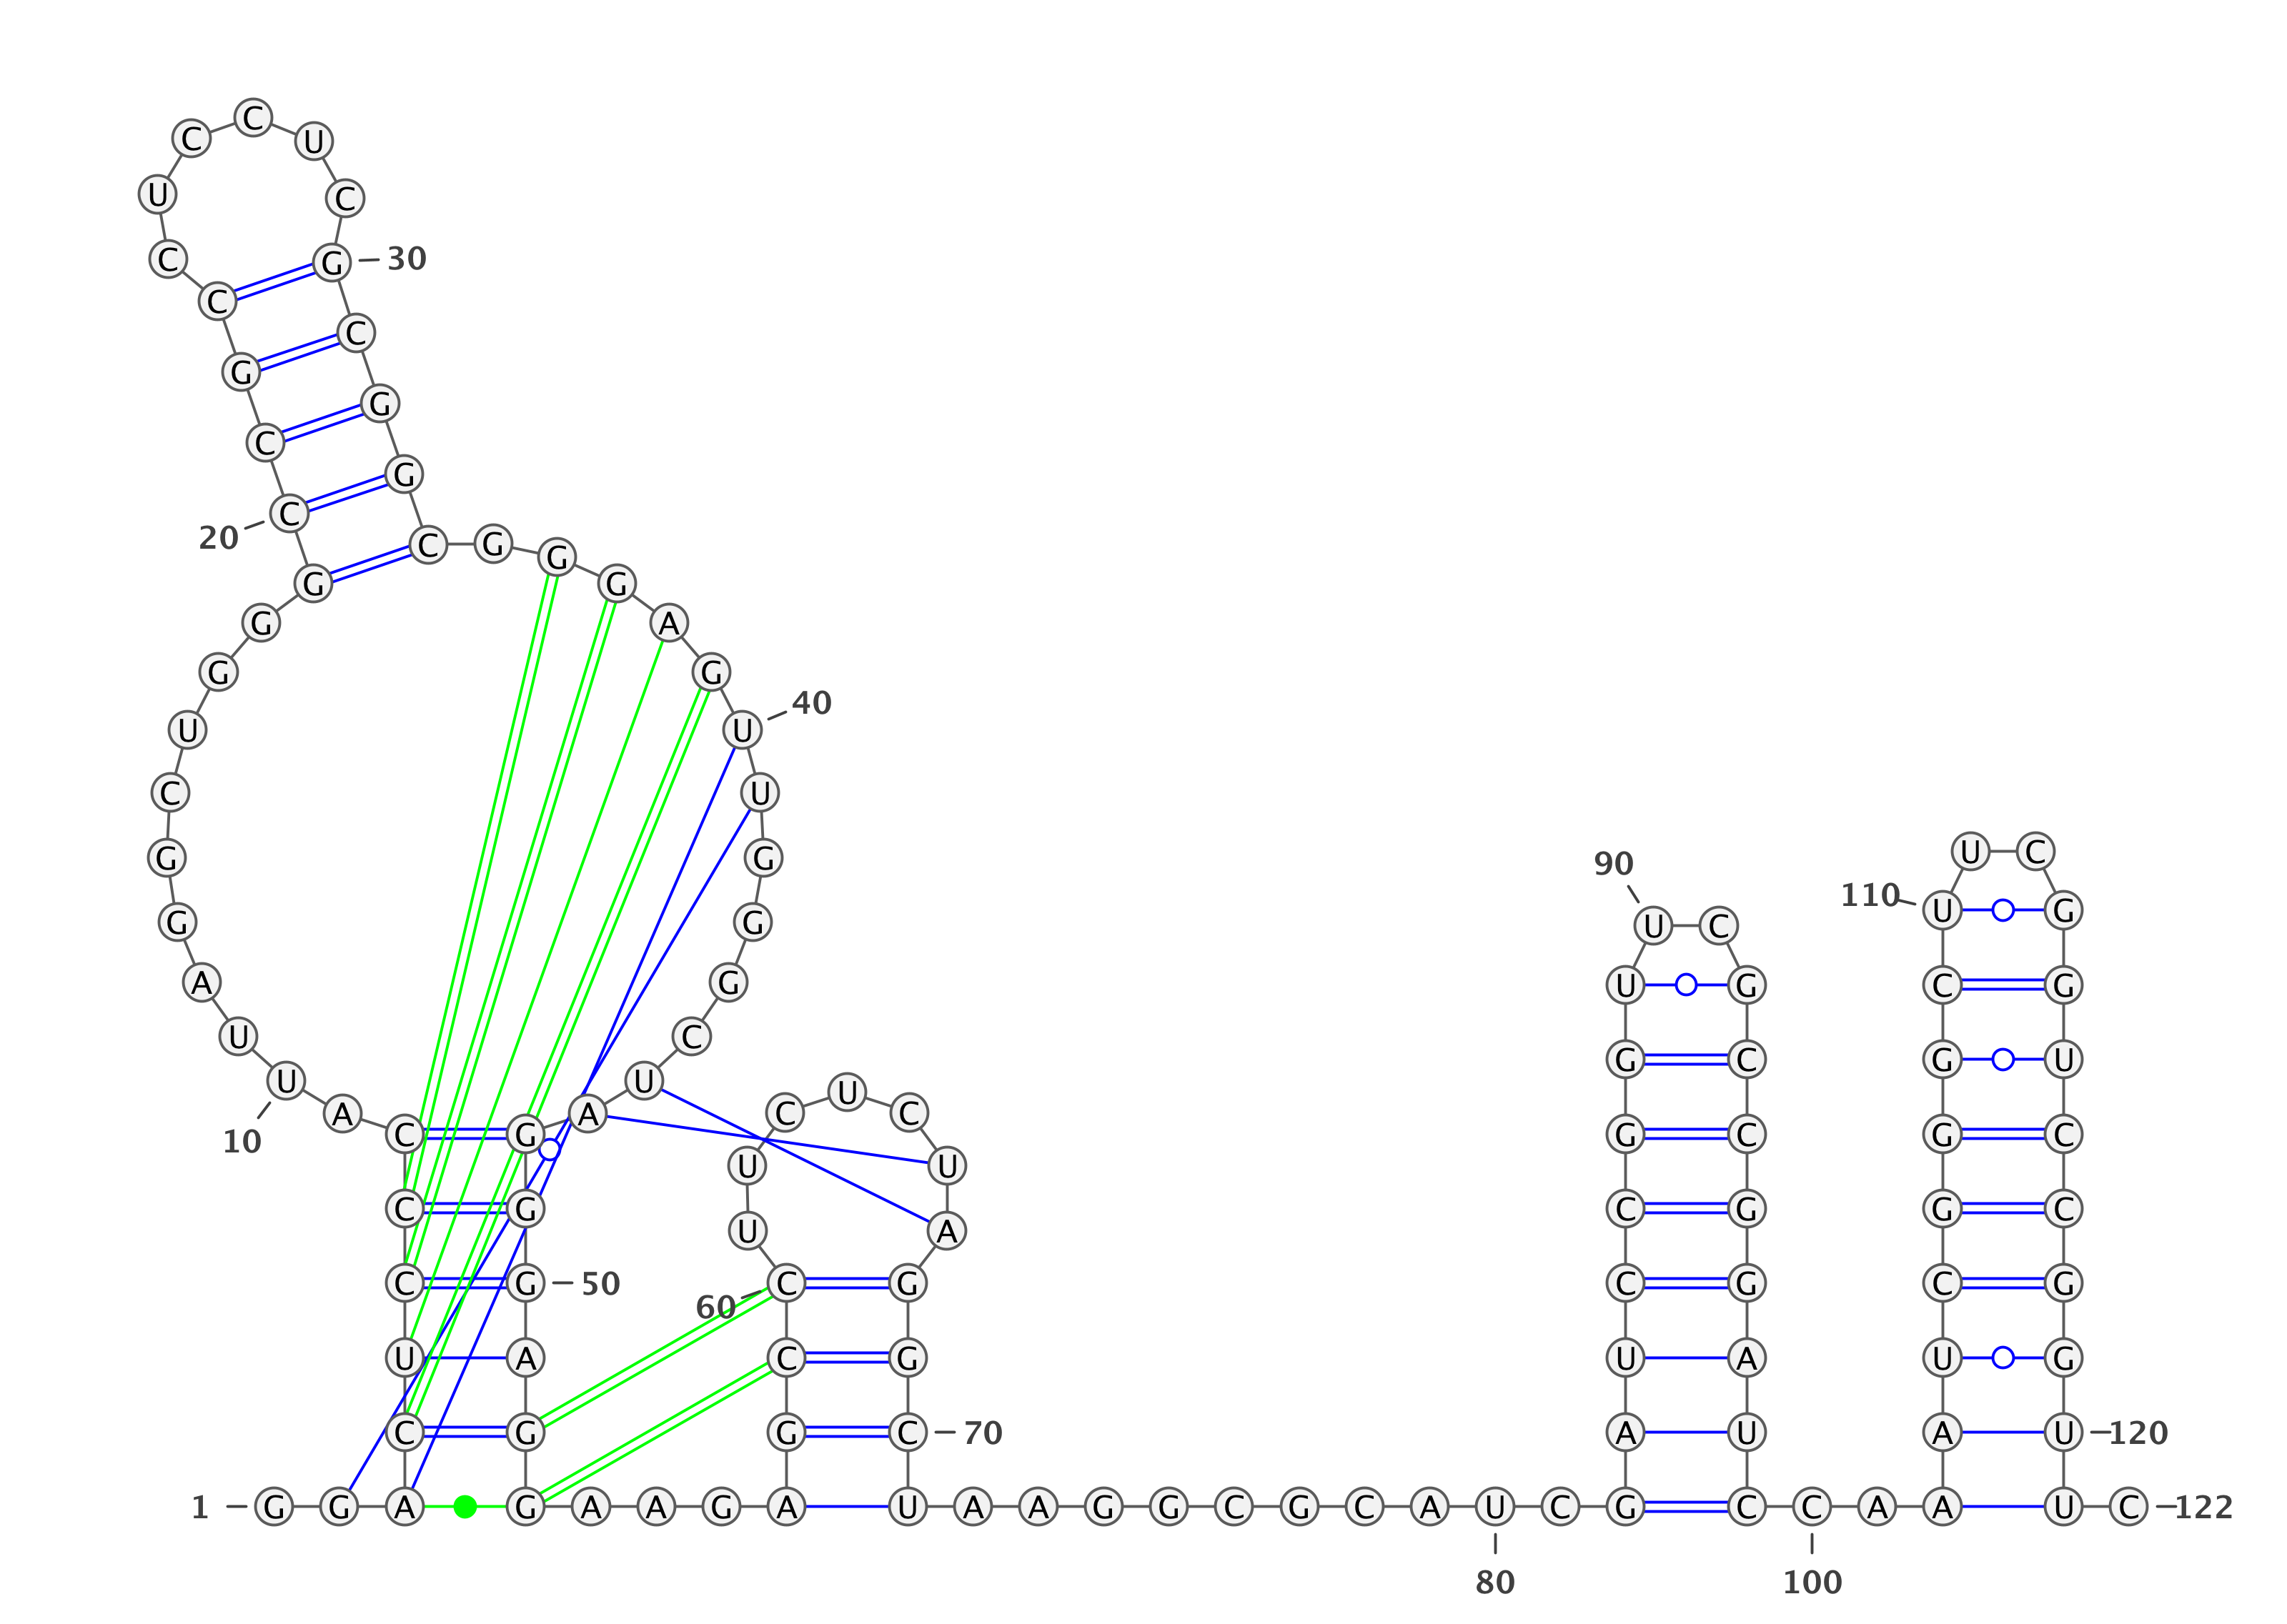 C
C U
U C
C G 30
C
C
G
G
C
G
20 C
C G G
G G
G A
G G
40
U U
C U
G G U C
90
110 U G
G G U C
A G U G C G
U C G C G U
U U U
A A C C
10 C G G C G C
U U
C G C G G C
U A
C G 50 C G C G C G
60
U A C G U A U G
C G G C 70 A U A U 120
1 G G A G A A G A U A A G G C G C A U C G C C A A U C 122
80 100